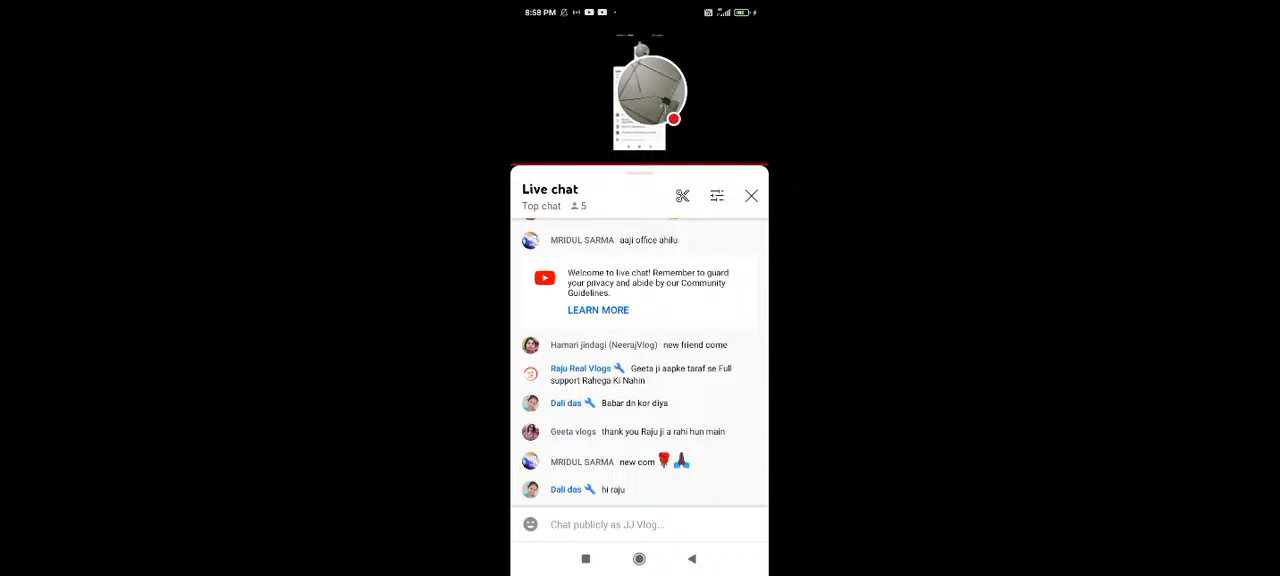 8:58 PM
Live chat
Top chat 5
MRIDUL SARMA aaji office ahilu
Welcome to live chat! Remember to guard
your privacy and abide by our Community
Guidelines.
LEARN MORE
Hamari jindagi (NeerajVlog) new friend come
Raju Real Vlogs Geeta ji aapke taraf se Full
support Rahega Ki Nahin
Dali das Babar dn kor diya
Geeta vlogs thank you Raju ji a rahi hun main
MRIDUL SARMA new com🌹🙏🏿
Dali das hi raju
Chat publicly as JJ Vlog...